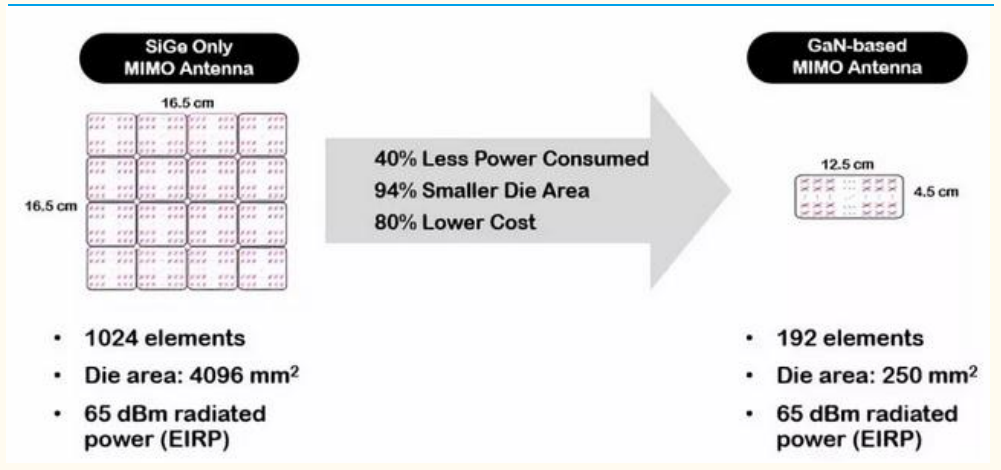 SiGe Only
MIMO Antenna
16.5 cm
16.5 cm
40% Less Power Consumed
94% Smaller Die Area
80% Lower Cost
GaN-based
MIMO Antenna
12.5 cm
4.5 cm
• 1024 elements
• Die area: 4096 mm²
• 65 dBm radiated
power (EIRP)
• 192 elements
• Die area: 250 mm²
• 65 dBm radiated
power (EIRP)